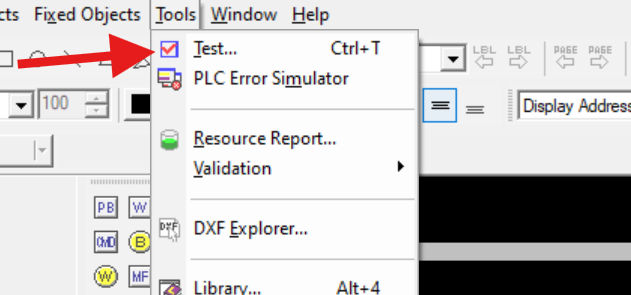 cts Fixed Objects Tools Window Help
Test... Ctrl+T
LBL LBL PAGE PAGE
PLC Error Simulator
100
Display Address
Resource Report...
Validation
PB W
DXF DXF Explorer...
CMD B
W MF
Library... Alt+4